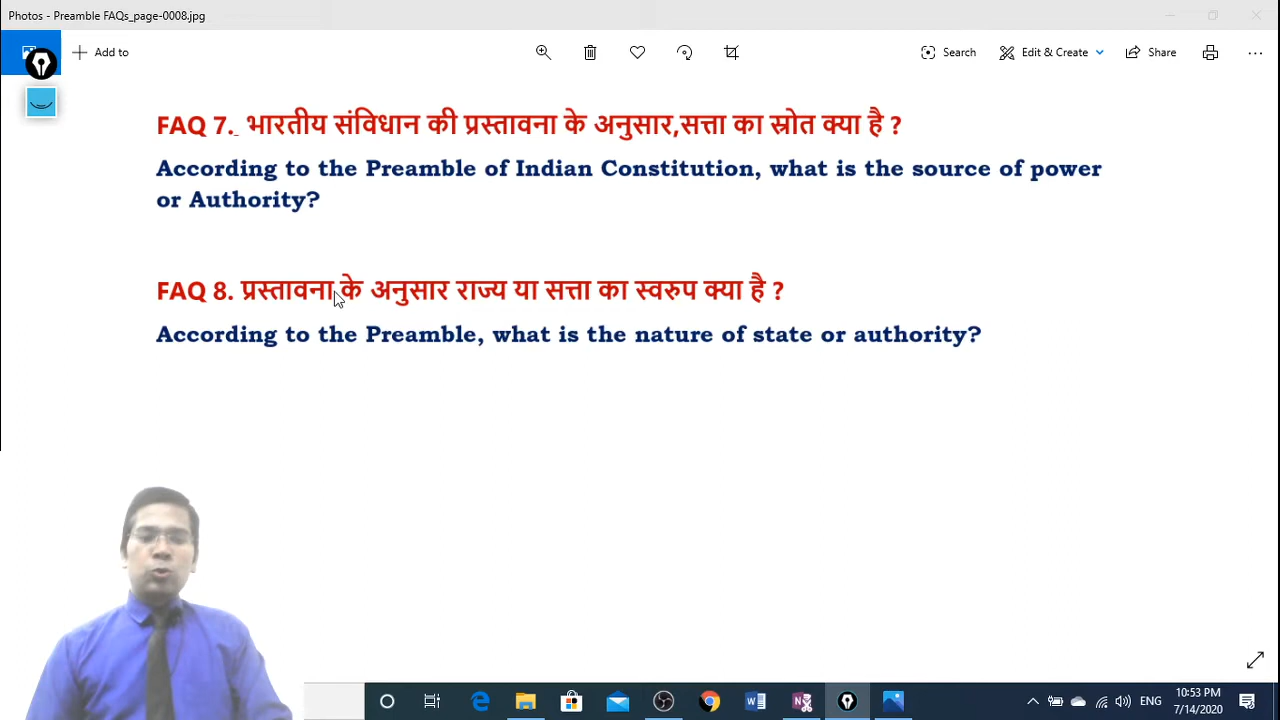 Photos - Preamble FAQs_page-0008.jpg
Add to
Search
Edit & Create
Share
FAQ 7. भारतीय संविधान की प्रस्तावना के अनुसार,सत्ता का स्रोत क्या है ?
According to the Preamble of Indian Constitution, what is the source of power
or Authority?
FAQ 8. प्रस्तावना के अनुसार राज्य या सत्ता का स्वरुप क्या है ?
According to the Preamble, what is the nature of state or authority?
ENG
10:53 PM
7/14/2020